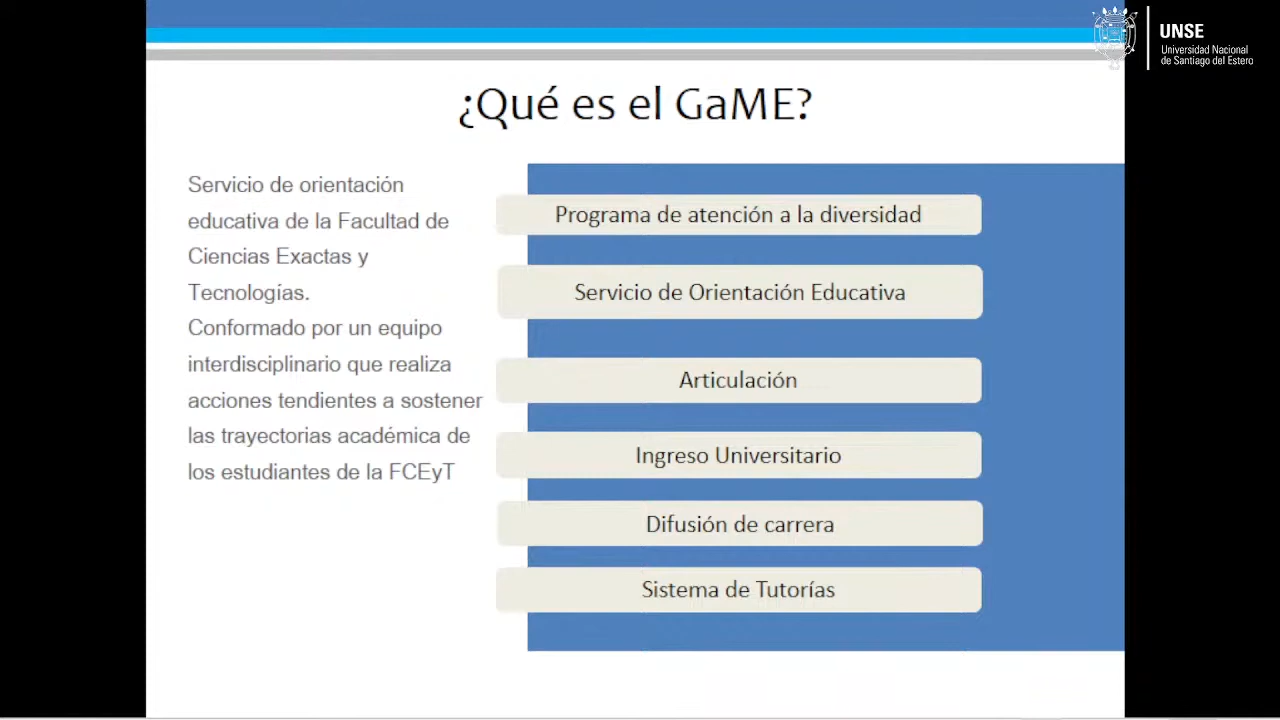 UNSE
Universidad Nacional
de Santiago del Estero
¿Qué es el GaME?
Servicio de orientación
educativa de la Facultad de
Ciencias Exactas y
Tecnologías.
Conformado por un equipo
interdisciplinario que realiza
acciones tendientes a sostener
las trayectorias académica de
los estudiantes de la FCEyT
Programa de atención a la diversidad
Servicio de Orientación Educativa
Articulación
Ingreso Universitario
Difusión de carrera
Sistema de Tutorías